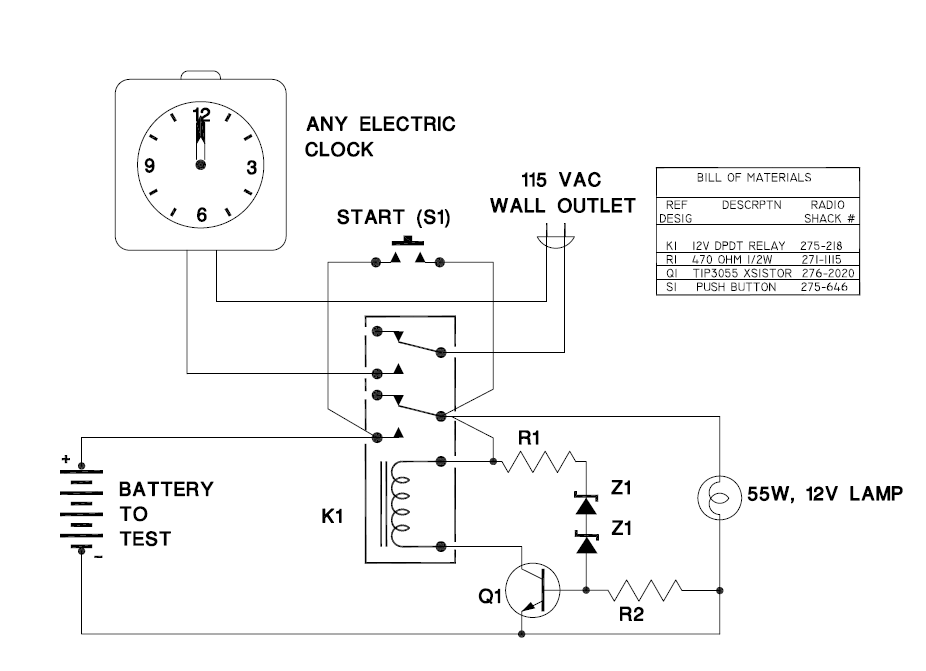 12
9
3
6
ANY ELECTRIC
CLOCK
START (S1)
115 VAC
WALL OUTLET
BILL OF MATERIALS
REF DESCRPTN RADIO
DESIG SHACK #
K1 12V DPDT RELAY 275-218
R1 470 OHM 1/2W 271-1115
Q1 TIP3055 XSISTOR 276-2020
S1 PUSH BUTTON 275-646
+
BATTERY
TO
TEST
-
K1
R1
Z1
Z1
55W, 12V LAMP
Q1
R2